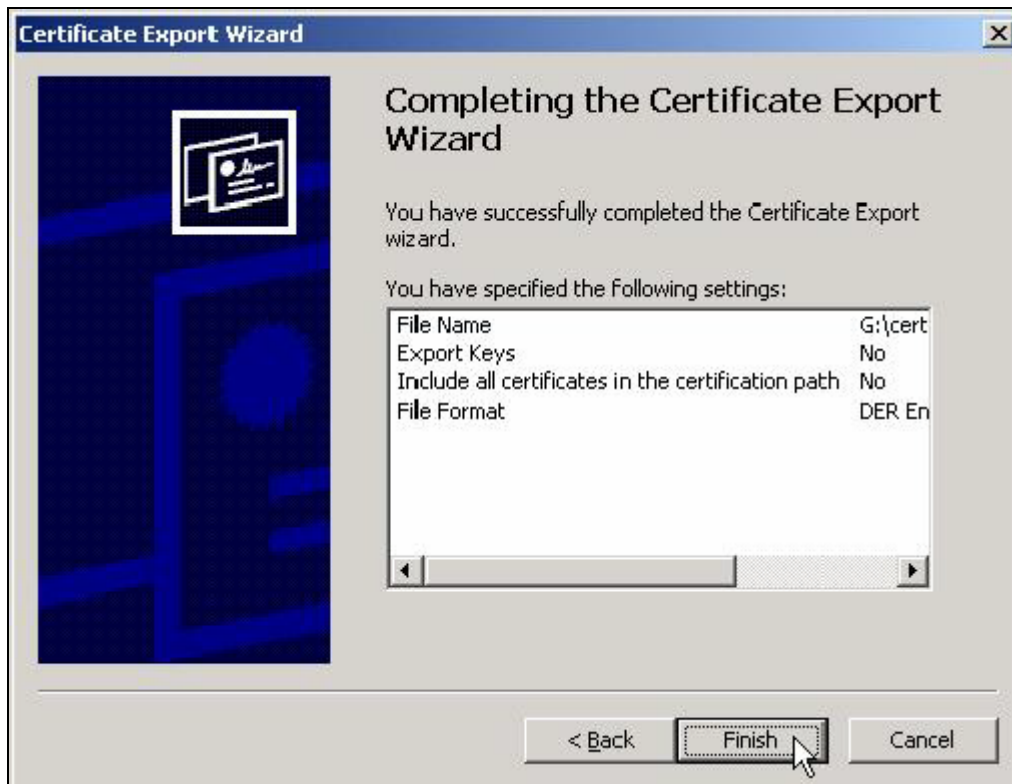 Certificate Export Wizard
Completing the Certificate Export
Wizard
You have successfully completed the Certificate Export
wizard.
You have specified the following settings:
File Name G:\cert
Export Keys No
Include all certificates in the certification path No
File Format DER En
< Back Finish Cancel